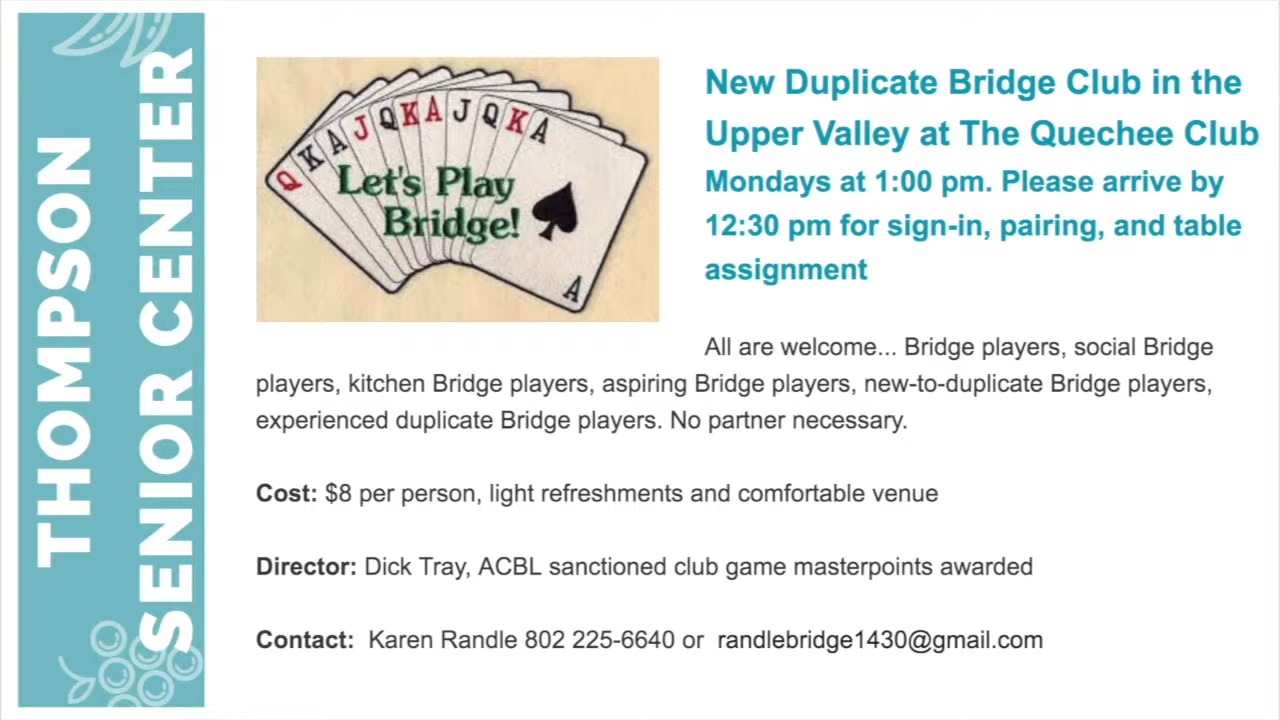 THOMPSON
SENIOR CENTER
Q K A J Q K A J Q K A
Let's Play
Bridge!
A
New Duplicate Bridge Club in the
Upper Valley at The Quechee Club
Mondays at 1:00 pm. Please arrive by
12:30 pm for sign-in, pairing, and table
assignment
All are welcome... Bridge players, social Bridge
players, kitchen Bridge players, aspiring Bridge players, new-to-duplicate Bridge players,
experienced duplicate Bridge players. No partner necessary.
Cost: $8 per person, light refreshments and comfortable venue
Director: Dick Tray, ACBL sanctioned club game masterpoints awarded
Contact: Karen Randle 802 225-6640 or randlebridge1430@gmail.com